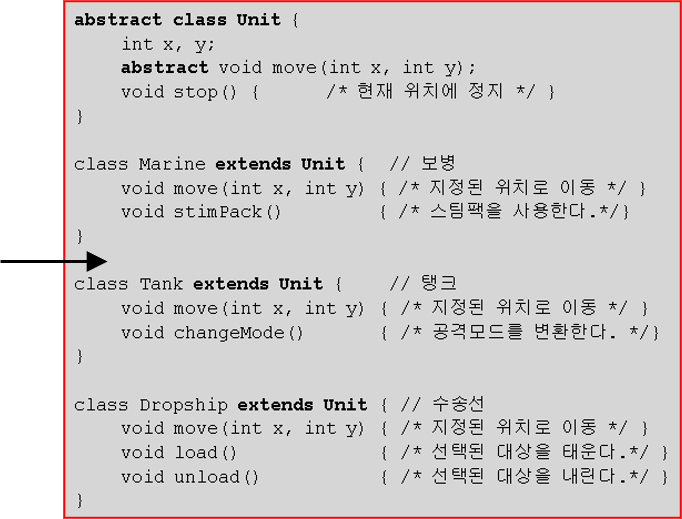 abstract class Unit {
int x, y;
abstract void move(int x, int y);
void stop() { /* 현재 위치에 정지 */ }
}
class Marine extends Unit { // 보병
void move(int x, int y) { /* 지정된 위치로 이동 */ }
void stimPack() { /* 스팀팩을 사용한다.*/}
}
class Tank extends Unit { // 탱크
void move(int x, int y) { /* 지정된 위치로 이동 */ }
void changeMode() { /* 공격모드를 변환한다. */}
}
class Dropship extends Unit { // 수송선
void move(int x, int y) { /* 지정된 위치로 이동 */ }
void load() { /* 선택된 대상을 태운다.*/ }
void unload() { /* 선택된 대상을 내린다.*/ }
}